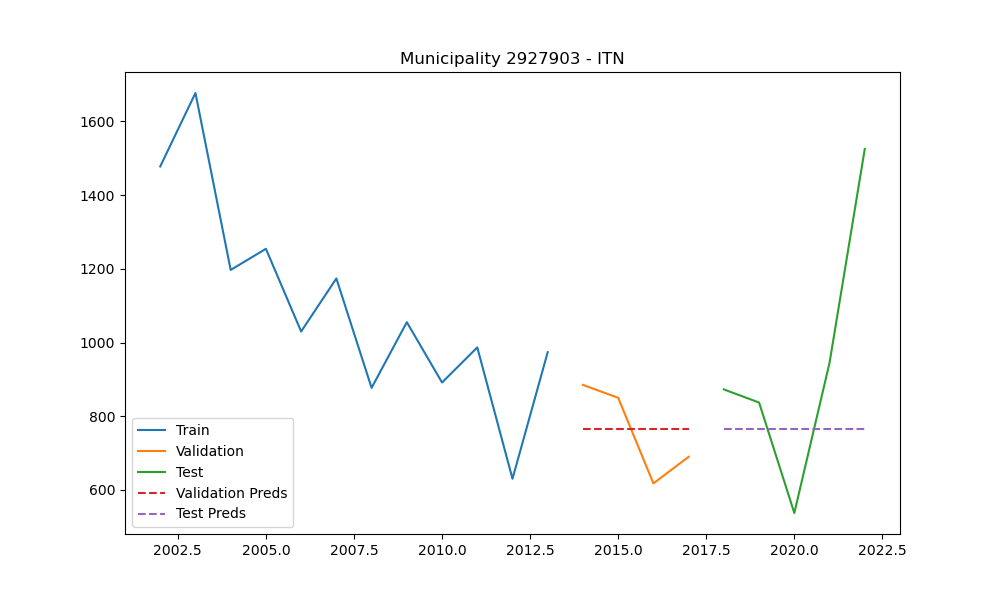 Municipality 2927903 - ITN
1600
1400
1200
1000
800
600
Train
Validation
Test
Validation Preds
Test Preds
2002.5 2005.0 2007.5 2010.0 2012.5 2015.0 2017.5 2020.0 2022.5